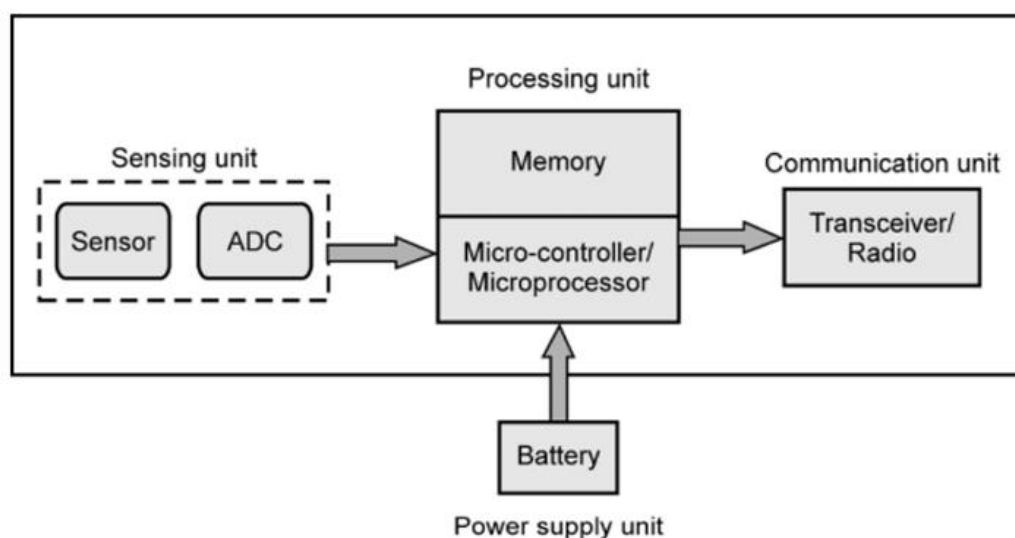 Processing unit
Sensing unit
Memory
Communication unit
Sensor
ADC
Micro-controller/
Microprocessor
Transceiver/
Radio
Battery
Power supply unit